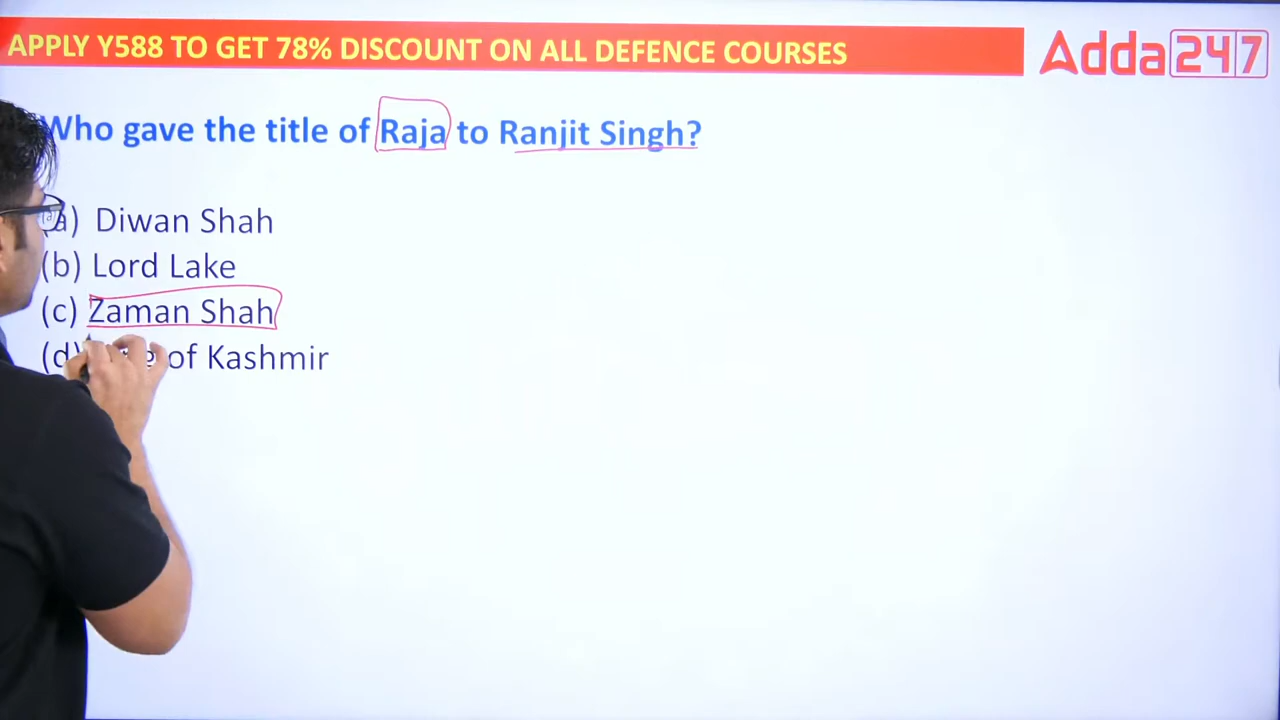 APPLY Y588 TO GET 78% DISCOUNT ON ALL DEFENCE COURSES
Adda247
Who gave the title of Raja to Ranjit Singh?
(a) Diwan Shah
(b) Lord Lake
(c) Zaman Shah
(d) of Kashmir